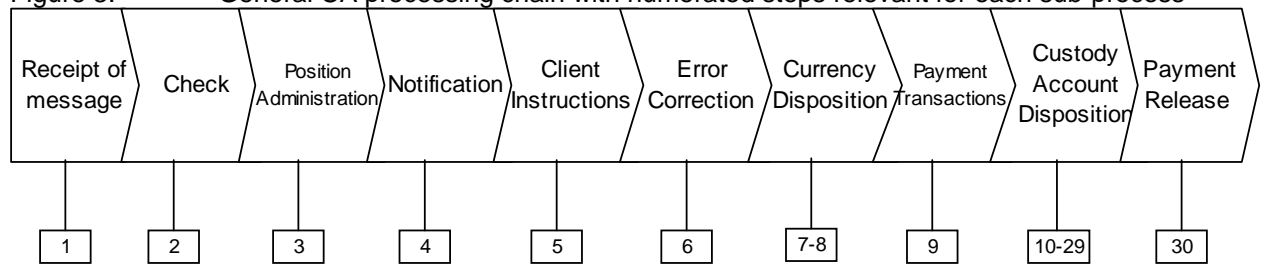 General CA processing chain with numerated steps relevant for each sub-process
Receipt of
message
Check
Position
Administration
Notification
Client
Instructions
Error
Correction
Currency
Disposition
Payment
Transactions
Custody
Account
Disposition
Payment
Release
1
2
3
4
5
6
7-8
9
10-29
30